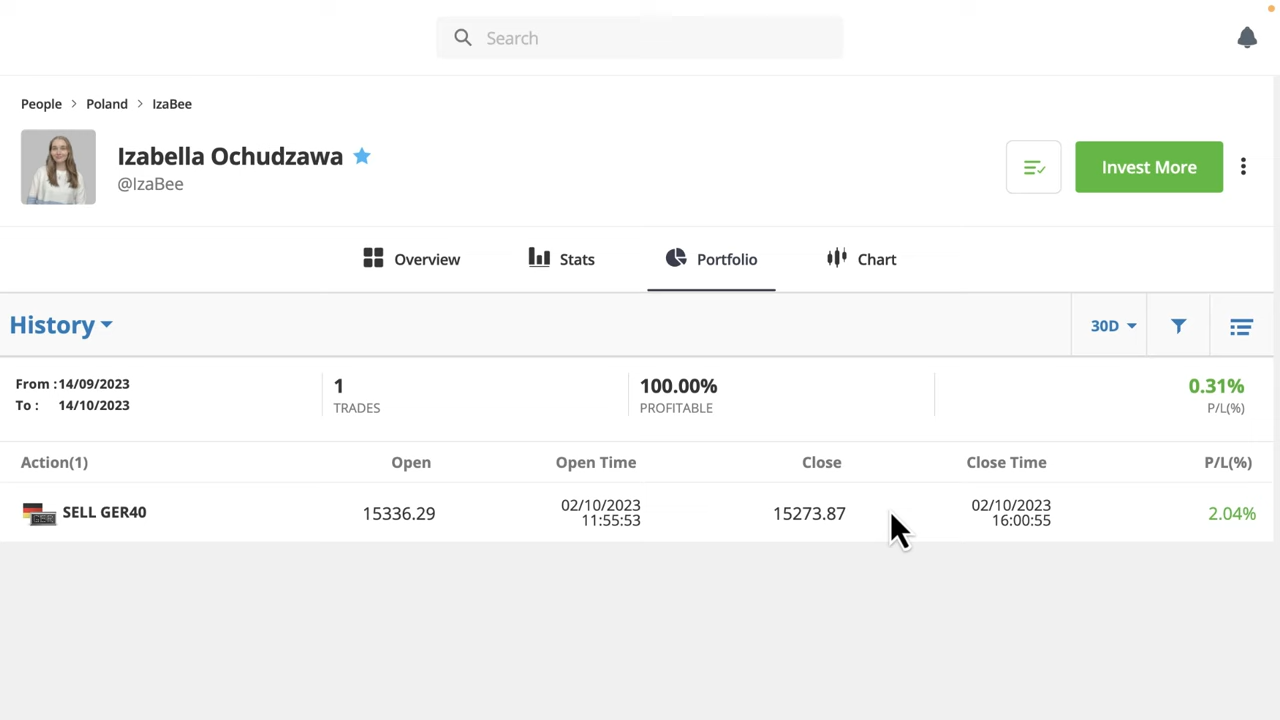 Search
People > Poland > IzaBee
Izabella Ochudzawa
@IzaBee
Invest More
Overview
Stats
Portfolio
Chart
History
30D
From :14/09/2023
To : 14/10/2023
1
TRADES
100.00%
PROFITABLE
0.31%
P/L(%)
Action(1) Open Open Time Close Close Time P/L(%)
SELL GER40 15336.29 02/10/2023 11:55:53 15273.87 02/10/2023 16:00:55 2.04%